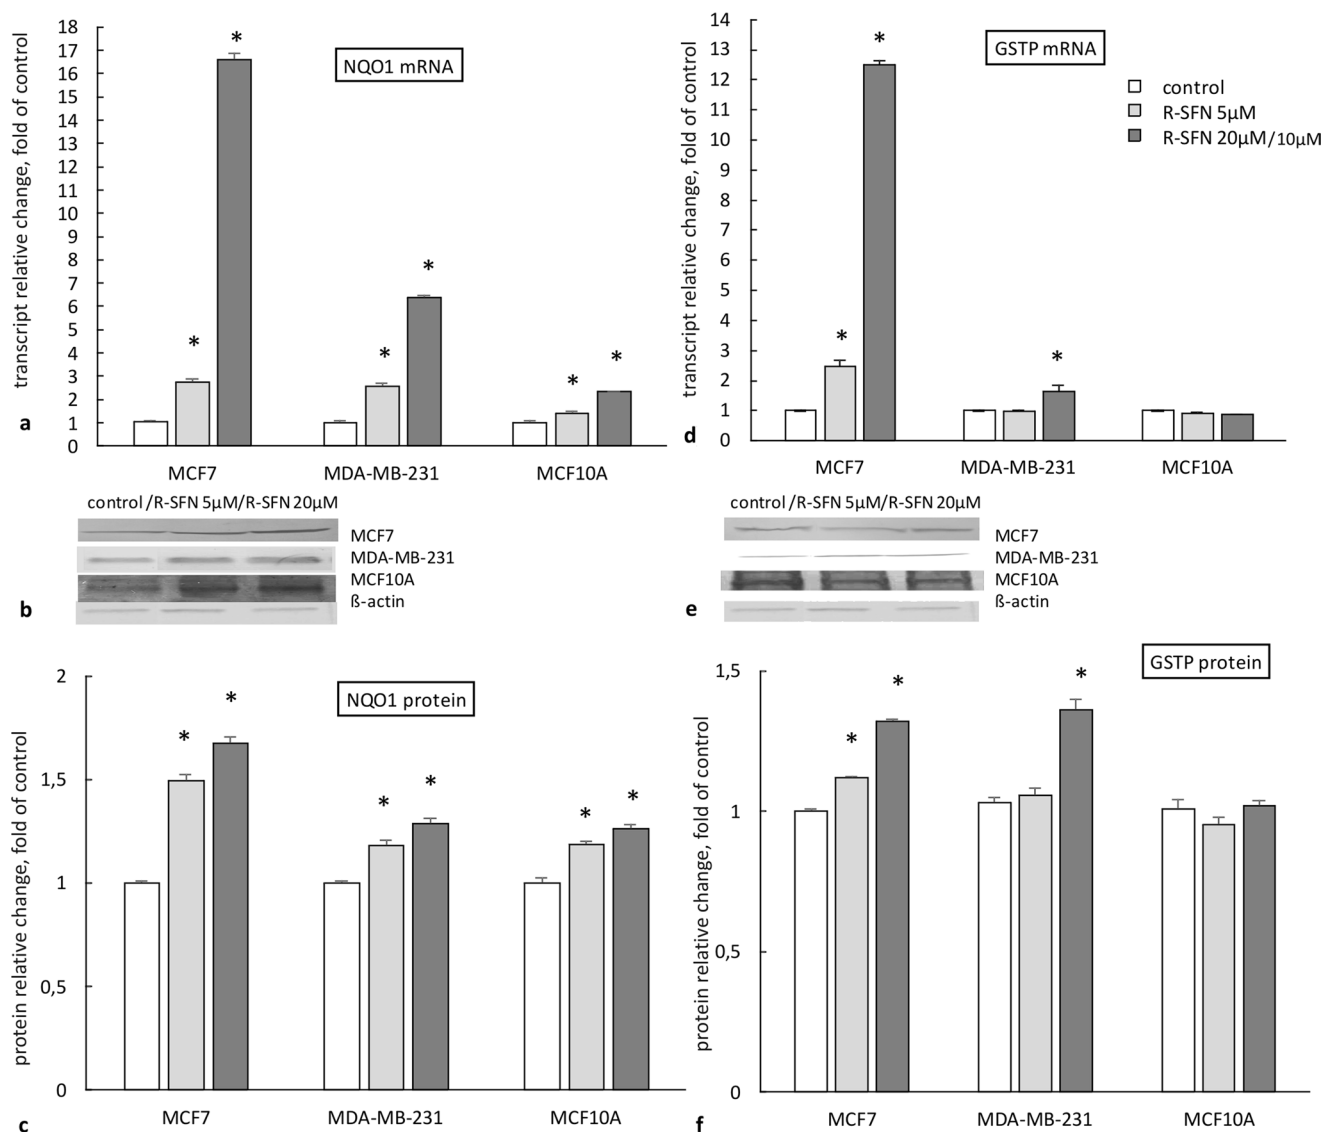 transcript relative change, fold of control
18
17
16
15
14
13
12
11
10
9
8
7
6
5
4
3
2
1
0
NQO1 mRNA
* * * * * *
MCF7 MDA-MB-231 MCF10A
a
transcript relative change, fold of control
14
13
12
11
10
9
8
7
6
5
4
3
2
1
0
GSTP mRNA
control
R-SFN 5µM
R-SFN 20µM/10µM
* * *
MCF7 MDA-MB-231 MCF10A
d
control /R-SFN 5µM/R-SFN 20µM
MCF7
MDA-MB-231
MCF10A
ß-actin
b
control /R-SFN 5µM/R-SFN 20µM
MCF7
MDA-MB-231
MCF10A
ß-actin
e
protein relative change, fold of control
2
1,5
1
0,5
0
NQO1 protein
* * * * * *
MCF7 MDA-MB-231 MCF10A
c
protein relative change, fold of control
1,5
1
0,5
0
GSTP protein
* * *
MCF7 MDA-MB-231 MCF10A
f